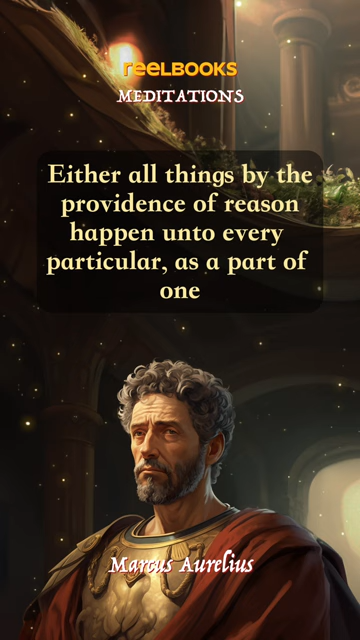 reelBOOKS
MEDITATIONS
Either all things by the
providence of reason
happen unto every
particular, as a part of
one
Marcus Aurelius